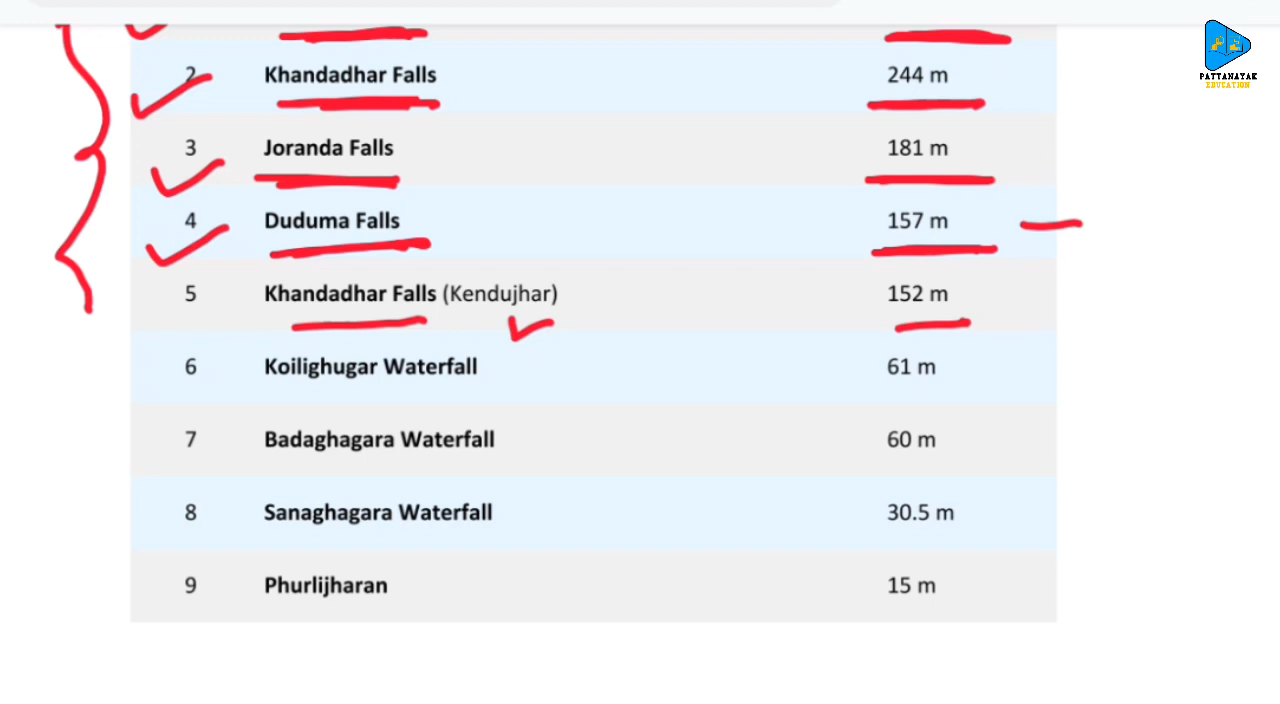 PATTANAYAK
EDUCATION
2 Khandadhar Falls 244 m
3 Joranda Falls 181 m
4 Duduma Falls 157 m
5 Khandadhar Falls (Kendujhar) 152 m
6 Koilighugar Waterfall 61 m
7 Badaghagara Waterfall 60 m
8 Sanaghagara Waterfall 30.5 m
9 Phurlijharan 15 m